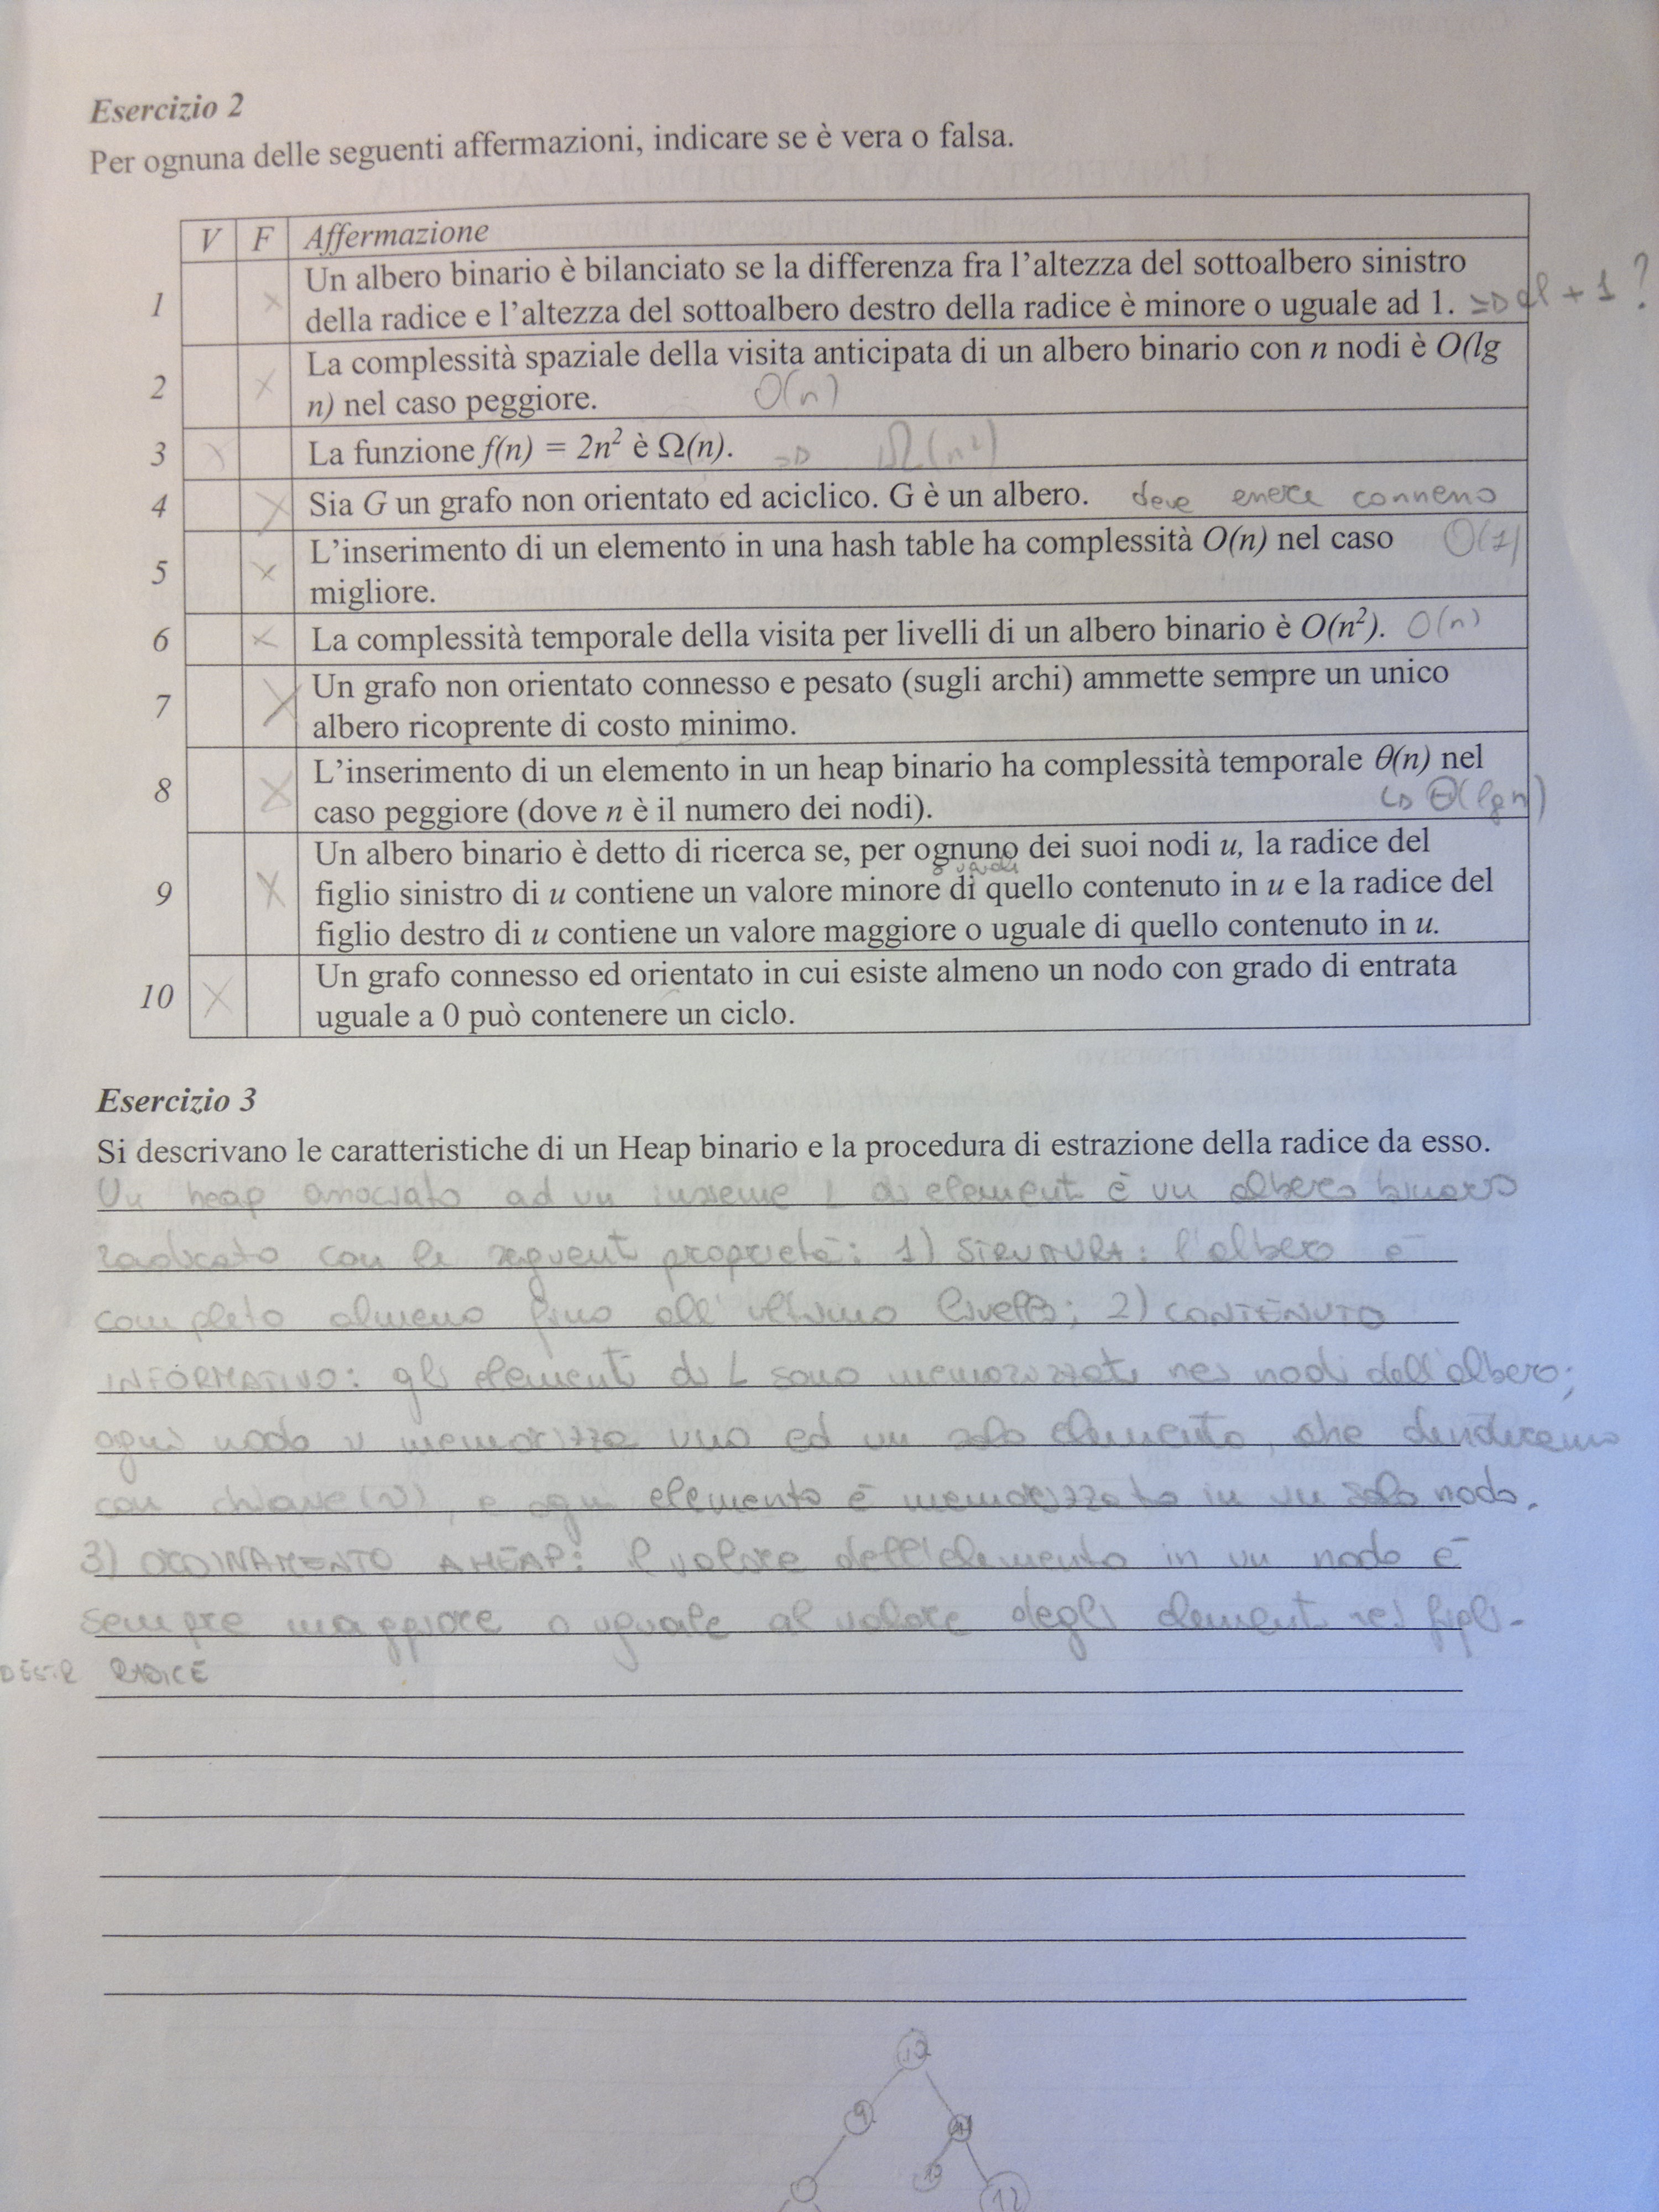 Esercizio 2
Per ognuna delle seguenti affermazioni, indicare se è vera o falsa.
V F Affermazione
1 Un albero binario è bilanciato se la differenza fra l'altezza del sottoalbero sinistro
della radice e l'altezza del sottoalbero destro della radice è minore o uguale ad 1. + 1 ?
2 La complessità spaziale della visita anticipata di un albero binario con n nodi è O(lg
n) nel caso peggiore. O(n)
3 La funzione f(n) = 2n² è Ω(n). => Ω(n²)
4 Sia G un grafo non orientato ed aciclico. G è un albero. deve essere connesso
5 L'inserimento di un elemento in una hash table ha complessità O(n) nel caso O(1)
migliore.
6 La complessità temporale della visita per livelli di un albero binario è O(n²). O(n)
7 Un grafo non orientato connesso e pesato (sugli archi) ammette sempre un unico
albero ricoprente di costo minimo.
8 L'inserimento di un elemento in un heap binario ha complessità temporale θ(n) nel
caso peggiore (dove n è il numero dei nodi). Θ(lg n)
9 Un albero binario è detto di ricerca se, per ognuno dei suoi nodi u, la radice del
figlio sinistro di u contiene un valore minore di quello contenuto in u e la radice del
figlio destro di u contiene un valore maggiore o uguale di quello contenuto in u.
10 Un grafo connesso ed orientato in cui esiste almeno un nodo con grado di entrata
uguale a 0 può contenere un ciclo.
Esercizio 3
Si descrivano le caratteristiche di un Heap binario e la procedura di estrazione della radice da esso.
Un heap associato ad un insieme L di elementi è un albero binario
radicato con le seguenti proprietà: 1) STRUTTURA: l'albero è
completo almeno fino all'ultimo livello; 2) CONTENUTO
INFORMATIVO: gli elementi di L sono memorizzati nei nodi dell'albero;
ogni nodo v memorizza uno ed un solo elemento, che denoteremo
con chiave(v), e ogni elemento è memorizzato in un solo nodo.
3) ORDINAMENTO A HEAP: il valore dell'elemento in un nodo è
sempre maggiore o uguale al valore degli elementi nei figli.
RADICE
10
9
13
12